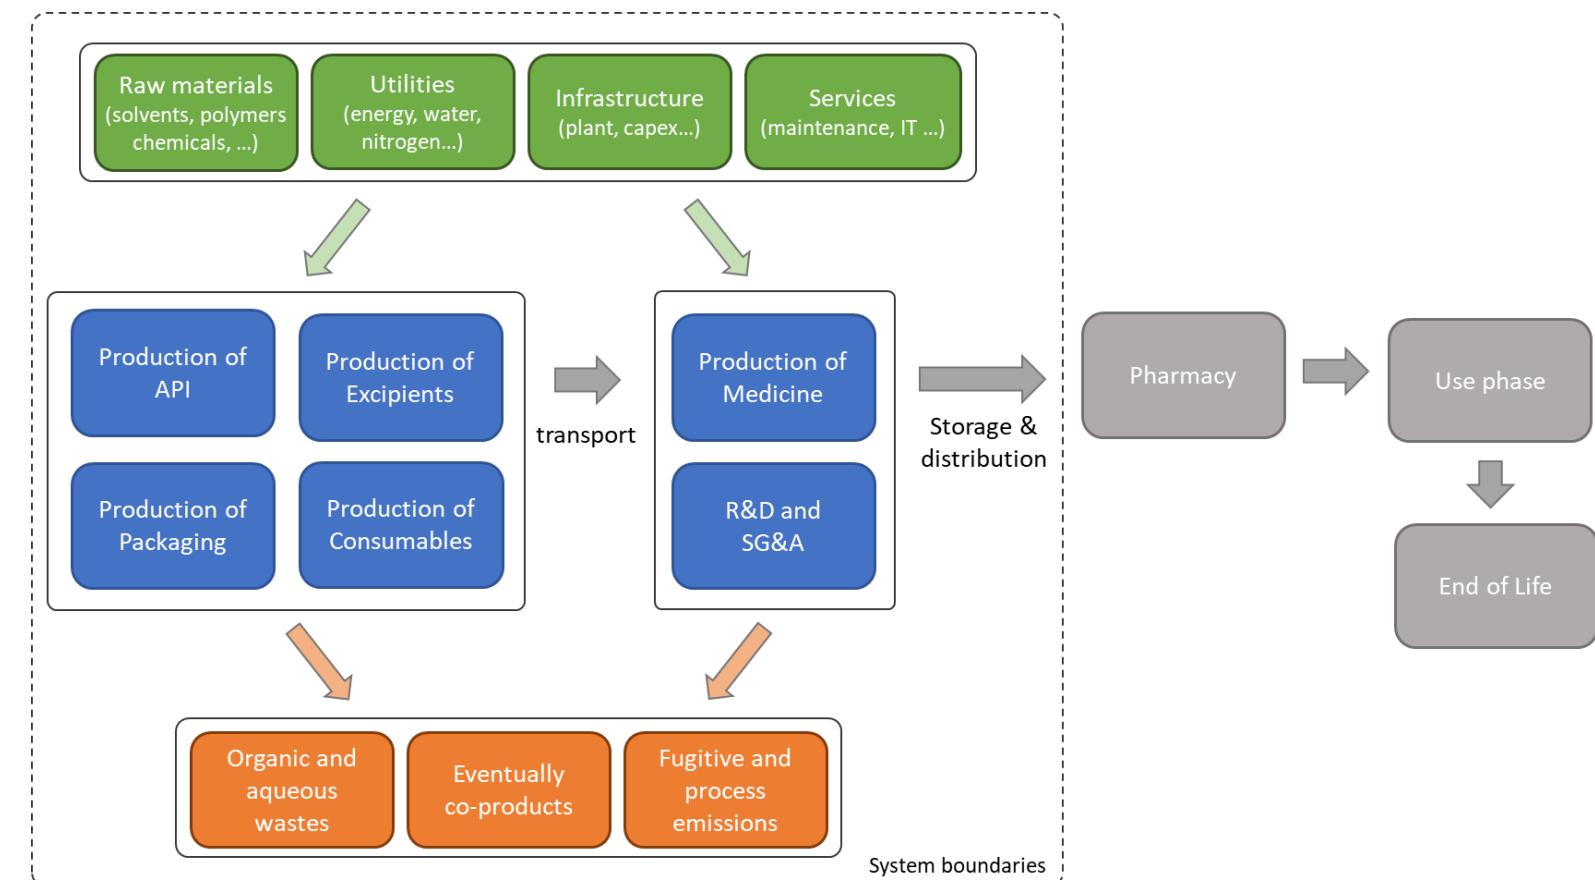 Raw materials
(solvents, polymers
chemicals, ...)
Utilities
(energy, water,
nitrogen...)
Infrastructure
(plant, capex...)
Services
(maintenance, IT ...)
Production of
API
Production of
Excipients
Production of
Packaging
Production of
Consumables
transport
Production of
Medicine
R&D and
SG&A
Storage &
distribution
Pharmacy
Use phase
End of Life
Organic and
aqueous
wastes
Eventually
co-products
Fugitive and
process
emissions
System boundaries